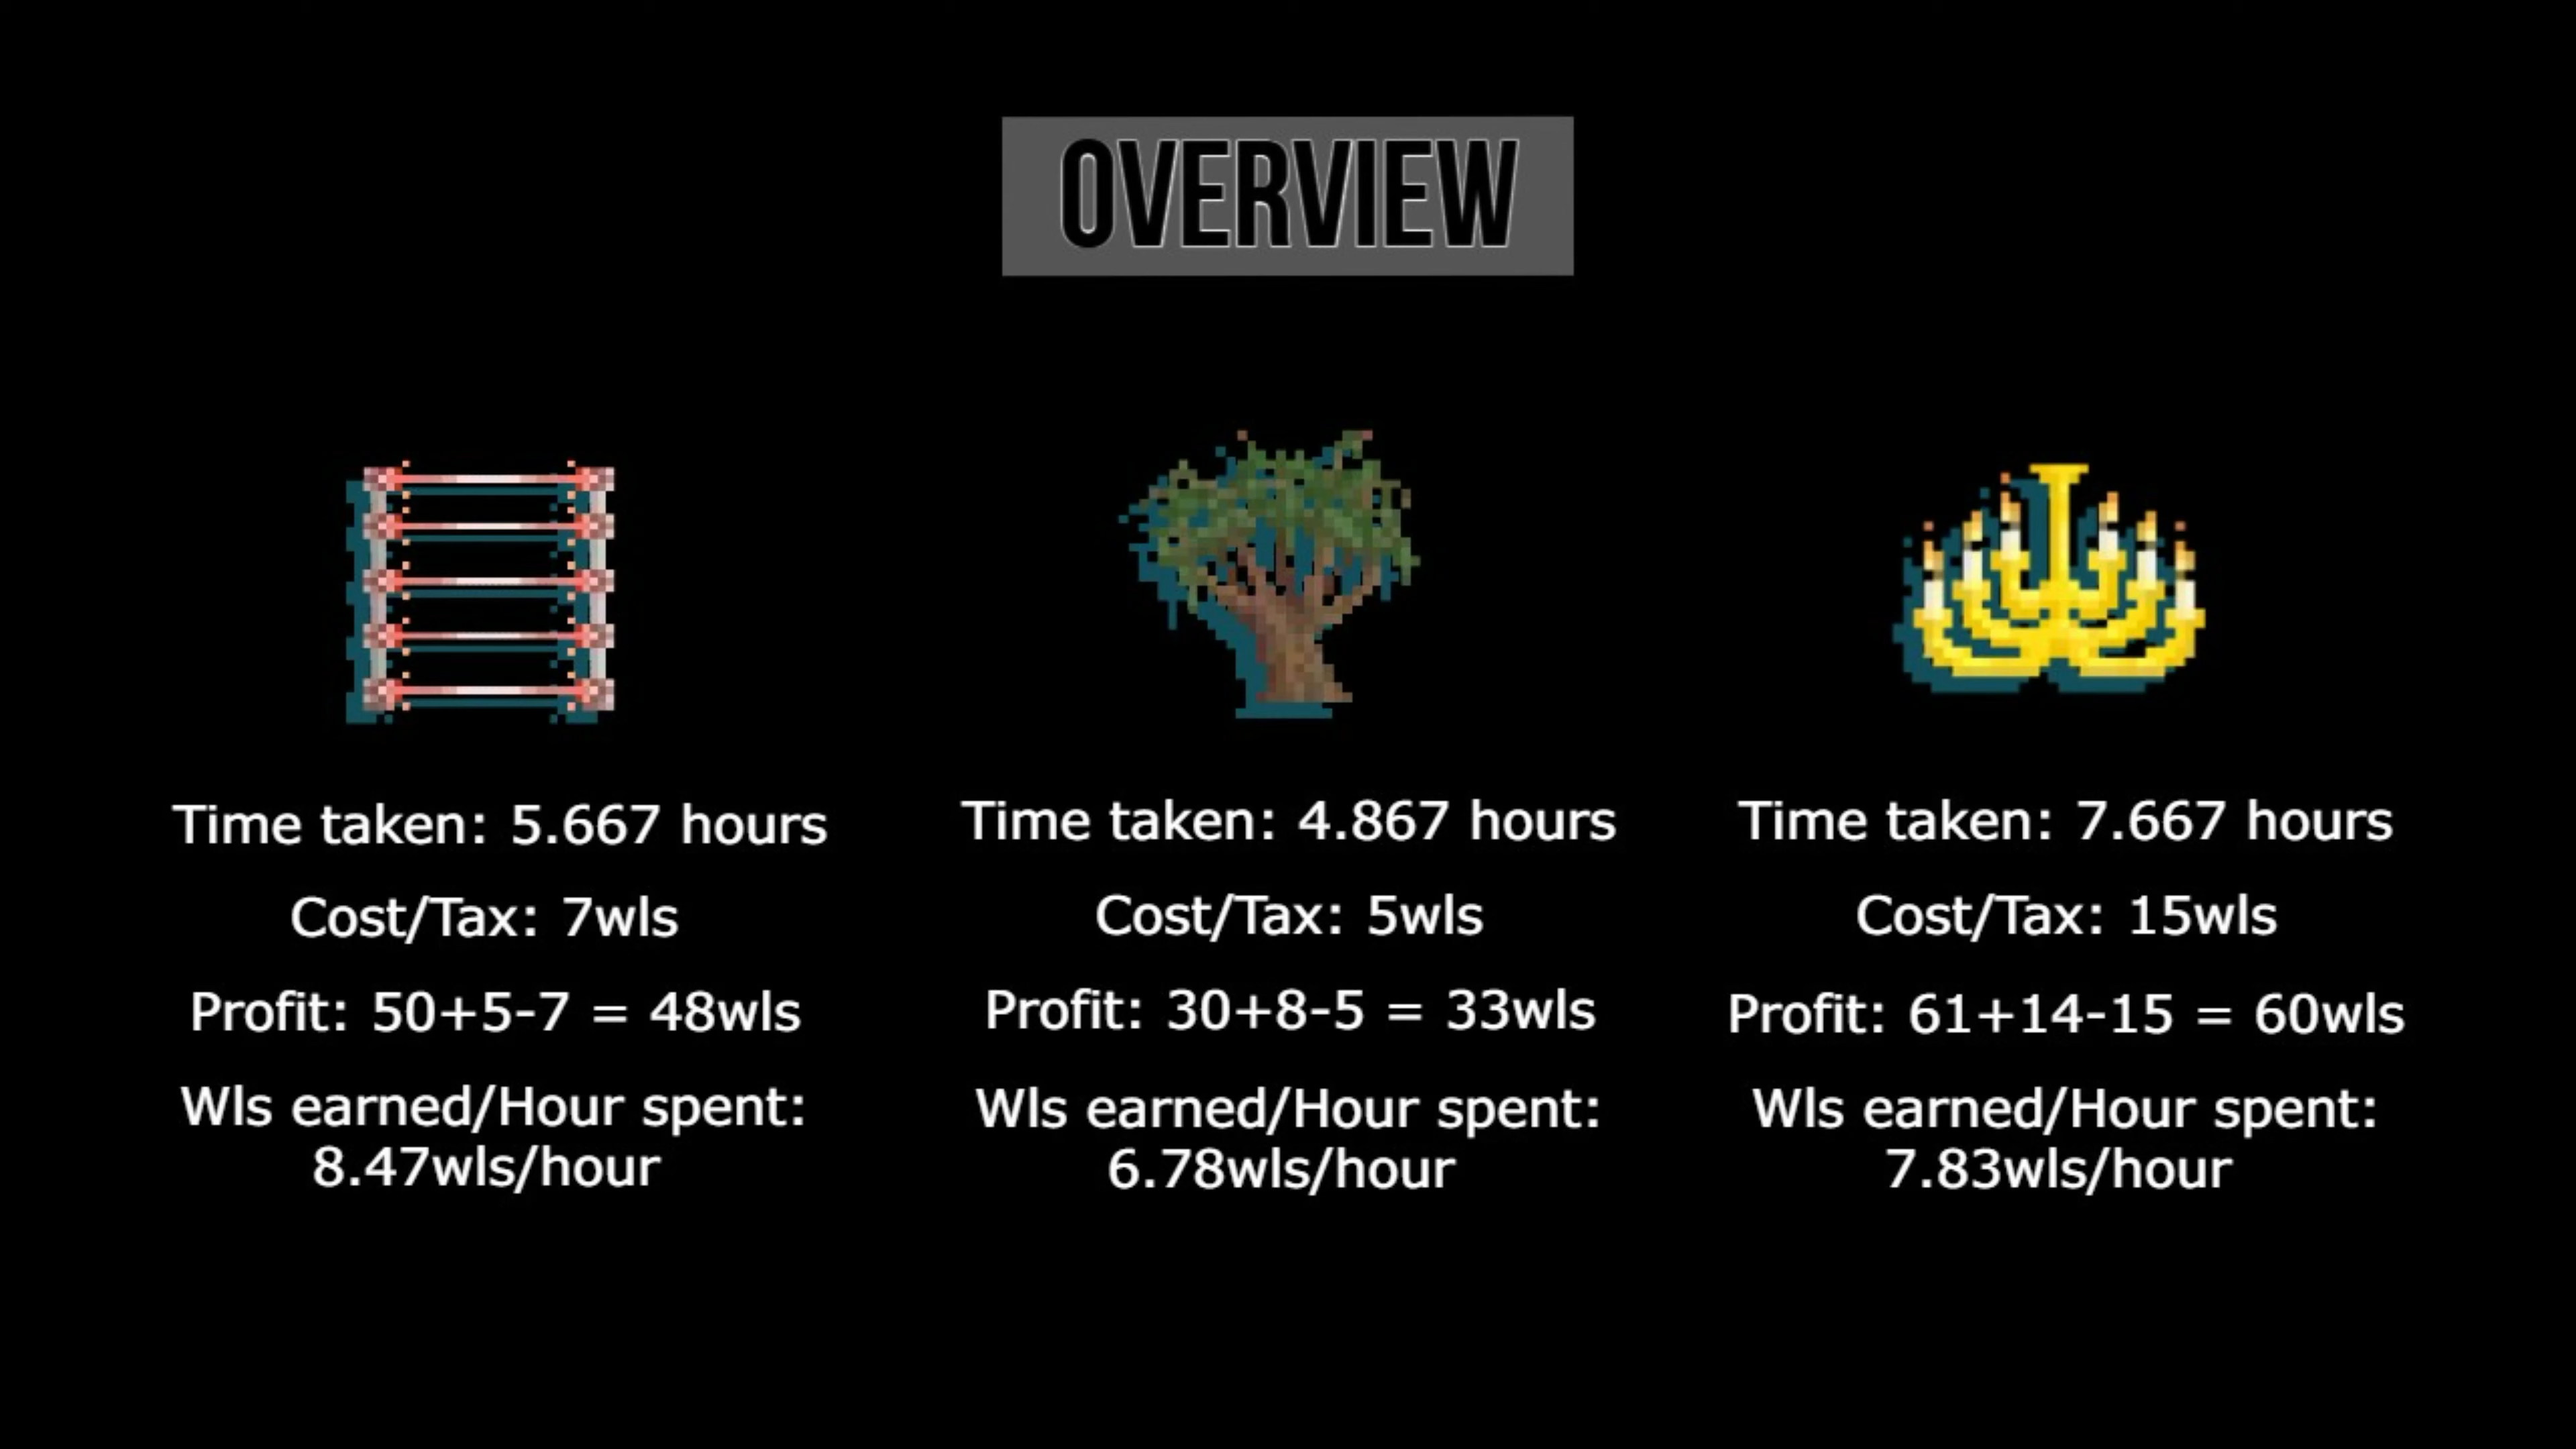 OVERVIEW
Time taken: 5.667 hours
Cost/Tax: 7wls
Profit: 50+5-7 = 48wls
Wls earned/Hour spent:
8.47wls/hour
Time taken: 4.867 hours
Cost/Tax: 5wls
Profit: 30+8-5 = 33wls
Wls earned/Hour spent:
6.78wls/hour
Time taken: 7.667 hours
Cost/Tax: 15wls
Profit: 61+14-15 = 60wls
Wls earned/Hour spent:
7.83wls/hour